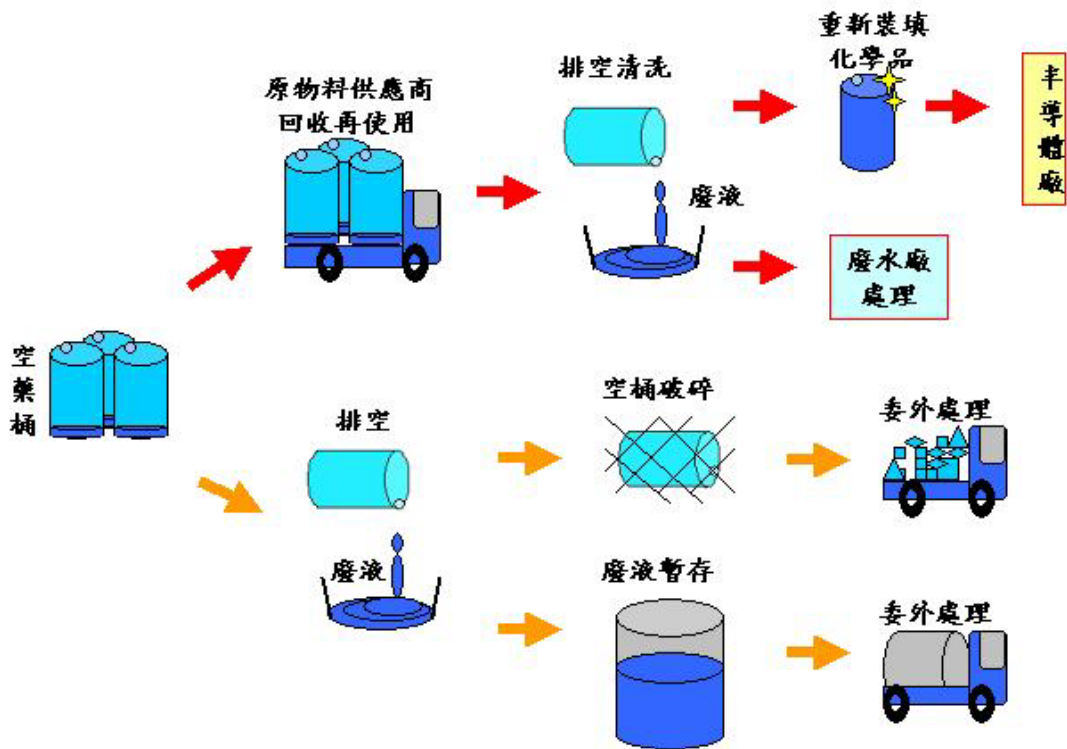 空藥桶
原物料供應商
回收再使用
排空清洗
廢液
重新裝填
化學品
半導體廠
廢水廠
處理
排空
廢液
空桶破碎
委外處理
廢液暫存
委外處理